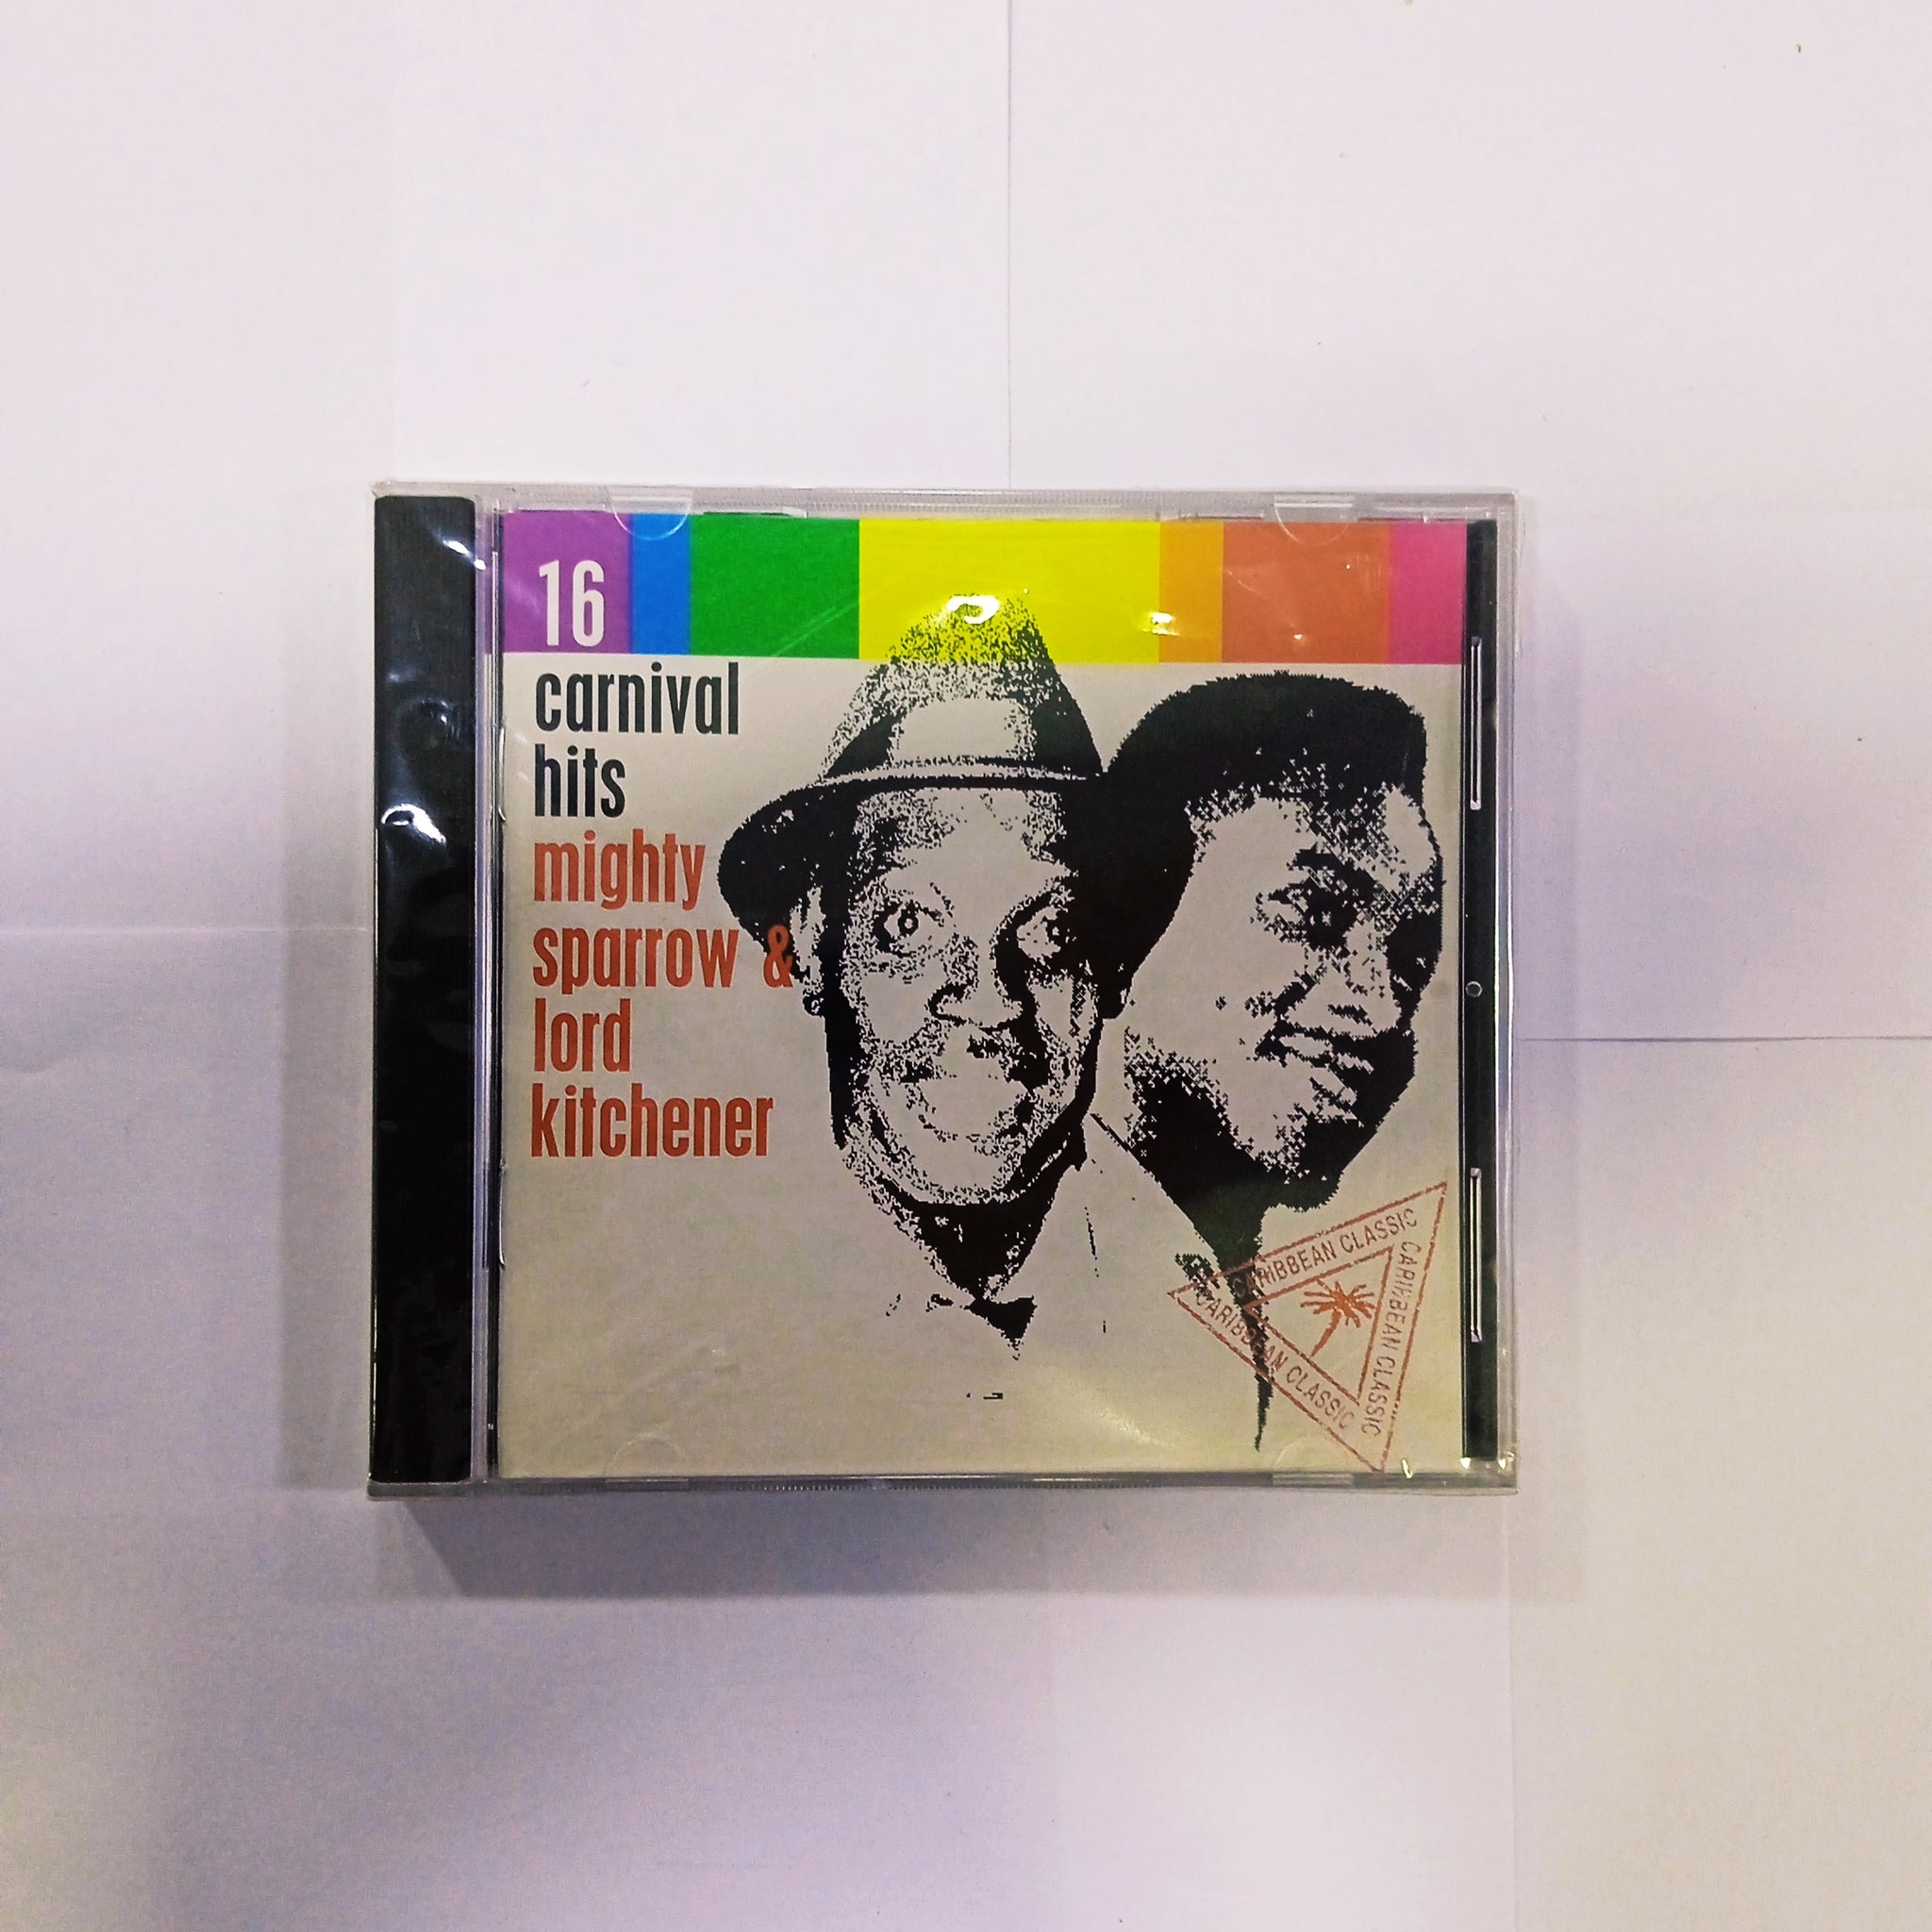 16
carnival
hits
mighty
sparrow &
lord
kitchener
CARIBBEAN CLASSIC
CARIBBEAN CLASSIC
CARIBBEAN CLASSIC